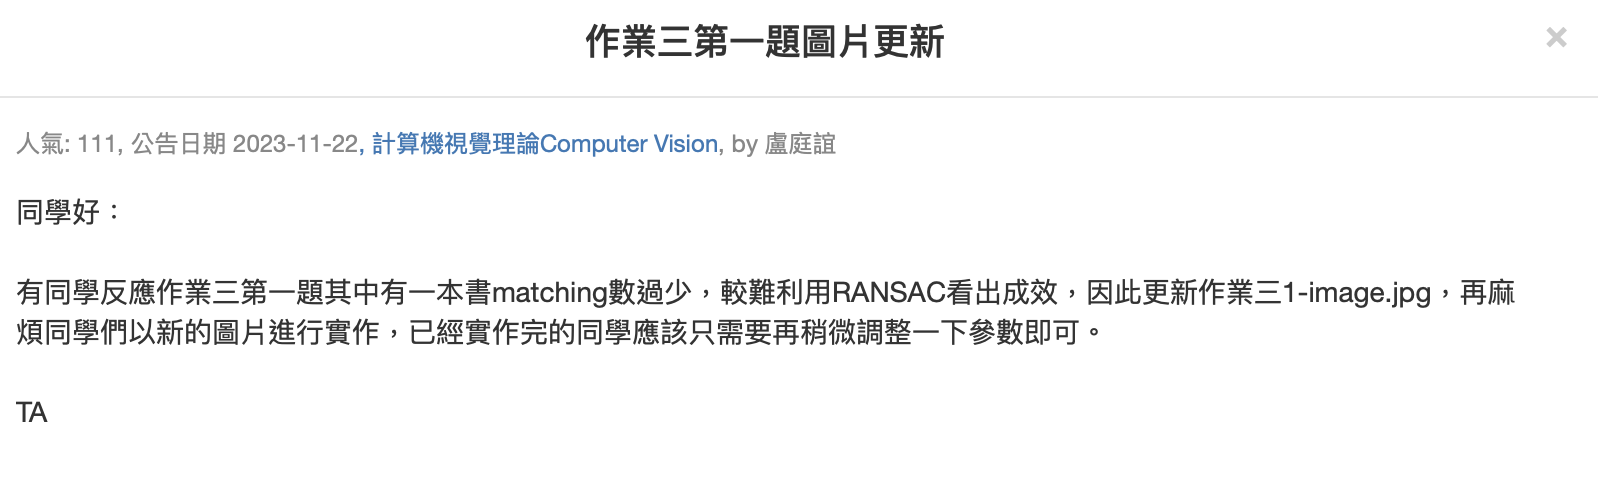 作業三第一題圖片更新
×
人氣: 111, 公告日期 2023-11-22, 計算機視覺理論Computer Vision, by 盧庭誼
同學好：
有同學反應作業三第一題其中有一本書matching數過少，較難利用RANSAC看出成效，因此更新作業三1-image.jpg，再麻
煩同學們以新的圖片進行實作，已經實作完的同學應該只需要再稍微調整一下參數即可。
TA